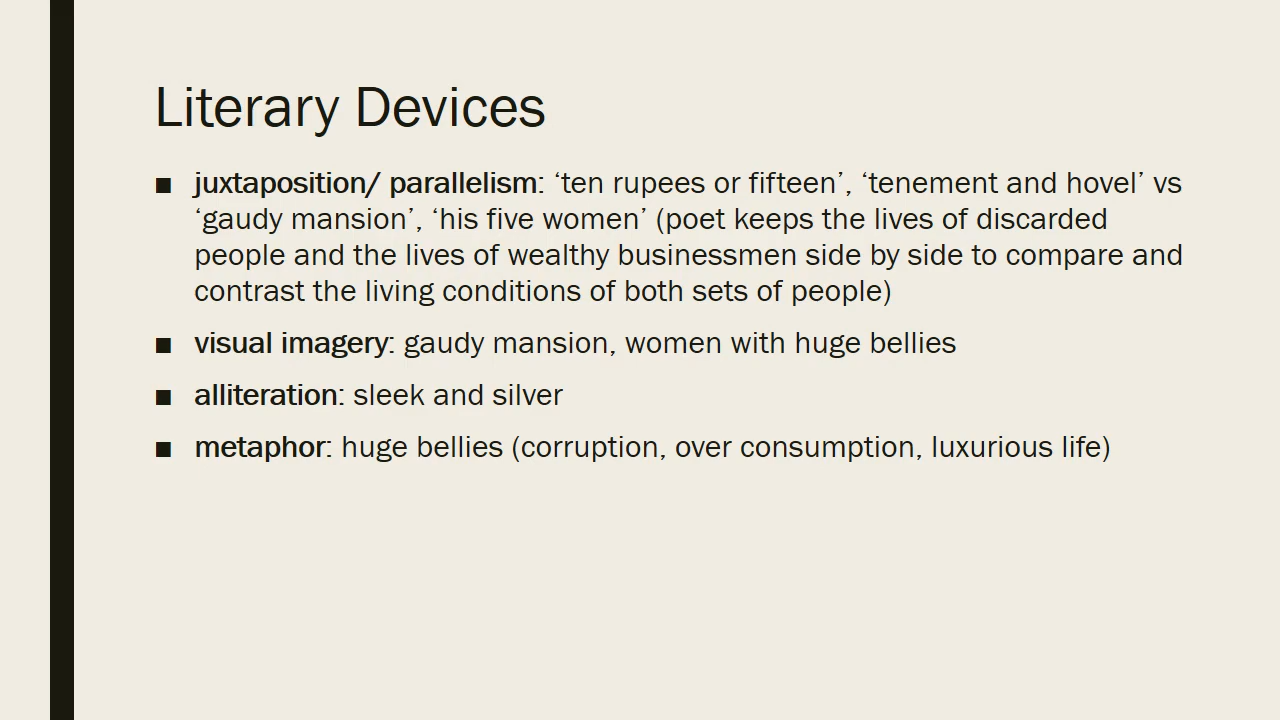 Literary Devices
■ juxtaposition/ parallelism: ‘ten rupees or fifteen’, ‘tenement and hovel’ vs
‘gaudy mansion’, ‘his five women’ (poet keeps the lives of discarded
people and the lives of wealthy businessmen side by side to compare and
contrast the living conditions of both sets of people)
■ visual imagery: gaudy mansion, women with huge bellies
■ alliteration: sleek and silver
■ metaphor: huge bellies (corruption, over consumption, luxurious life)